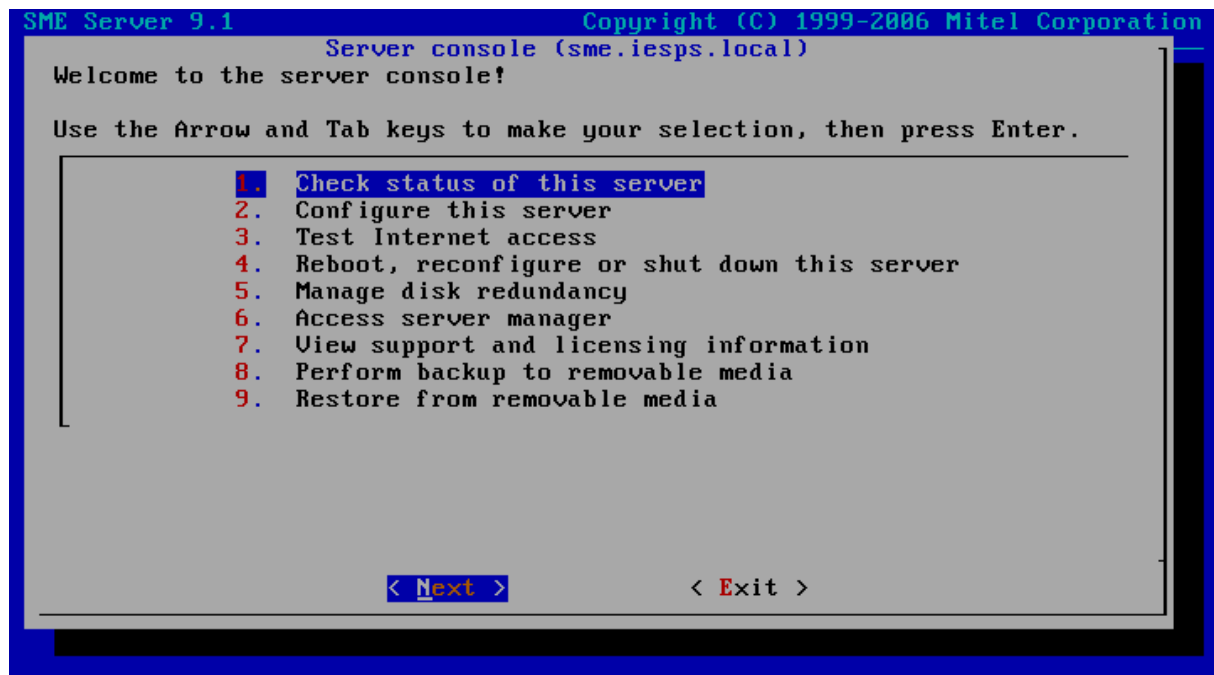 SME Server 9.1 Copyright (C) 1999-2006 Mitel Corporation
Server console (sme.iesps.local)
Welcome to the server console!
Use the Arrow and Tab keys to make your selection, then press Enter.
1. Check status of this server
2. Configure this server
3. Test Internet access
4. Reboot, reconfigure or shut down this server
5. Manage disk redundancy
6. Access server manager
7. View support and licensing information
8. Perform backup to removable media
9. Restore from removable media
< Next > < Exit >